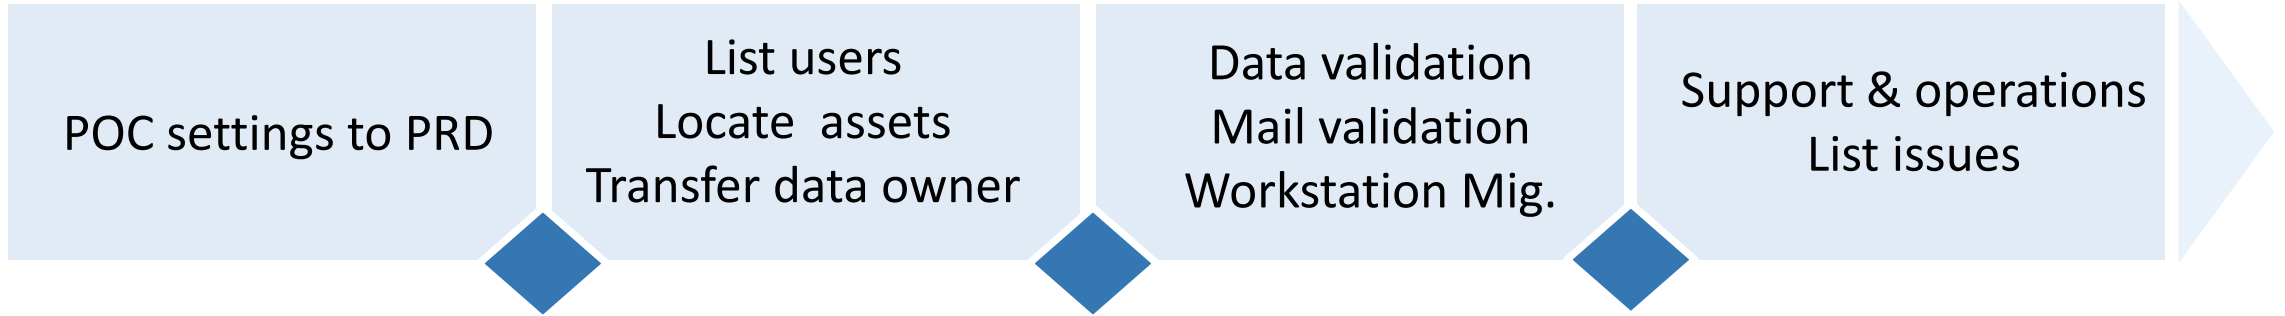 POC settings to PRD
List users
Locate  assets
Transfer data owner
Data validation
Mail validation
Workstation Mig.
Support & operations
List issues